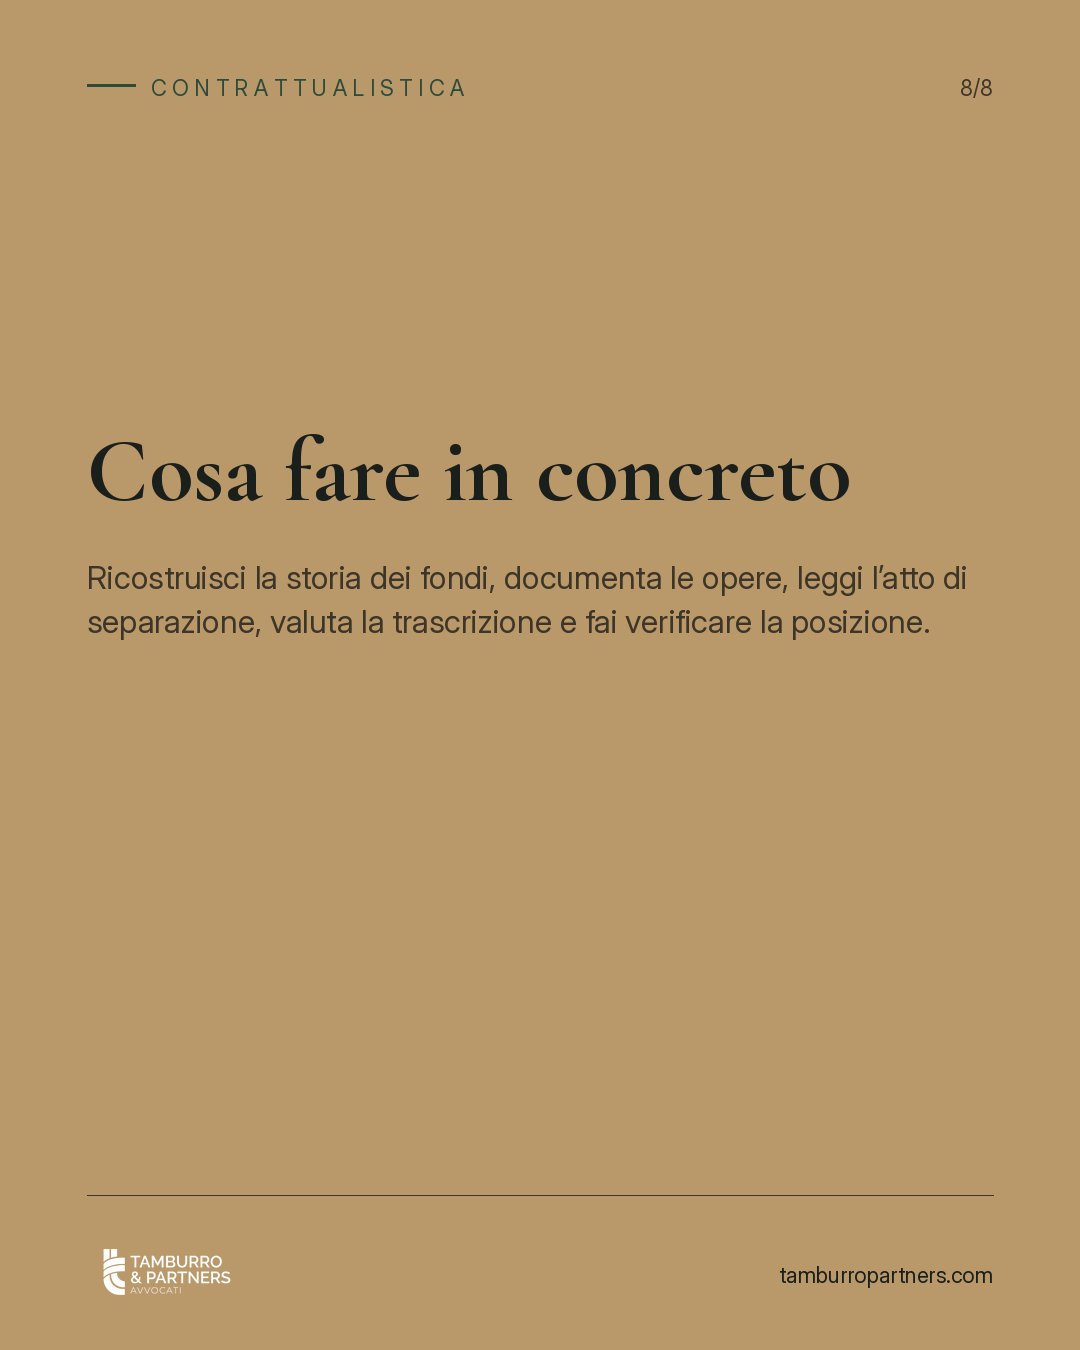 CONTRATTUALISTICA
8/8
Cosa fare in concreto
Ricostruisci la storia dei fondi, documenta le opere, leggi l’atto di
separazione, valuta la trascrizione e fai verificare la posizione.
TAMBURRO
& PARTNERS
AVVOCATI
tamburropartners.com